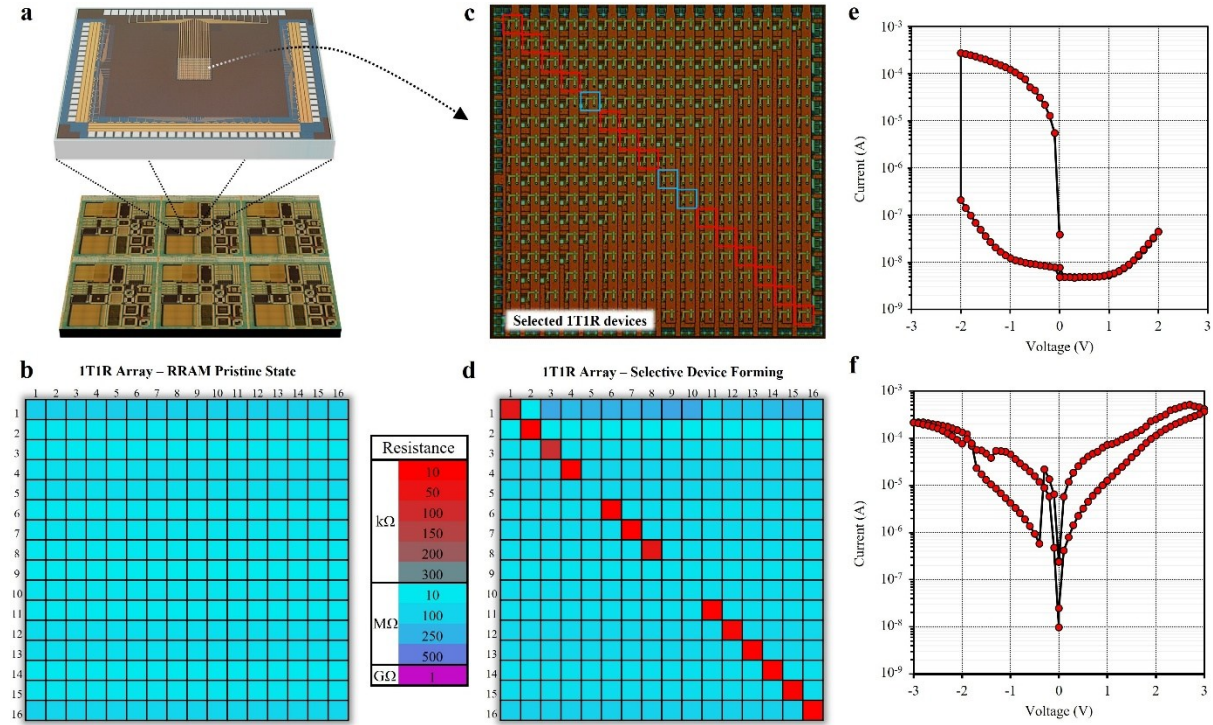 a
c
Selected 1T1R devices
e
10-3
10-4
10-5
10-6
10-7
10-8
10-9
Current (A)
-3 -2 -1 0 1 2 3
Voltage (V)
b
1T1R Array – RRAM Pristine State
1 2 3 4 5 6 7 8 9 10 11 12 13 14 15 16
1
2
3
4
5
6
7
8
9
10
11
12
13
14
15
16
Resistance
kΩ
10
50
100
150
200
300
MΩ
10
100
250
500
GΩ
1
d
1T1R Array – Selective Device Forming
1 2 3 4 5 6 7 8 9 10 11 12 13 14 15 16
1
2
3
4
5
6
7
8
9
10
11
12
13
14
15
16
f
10-3
10-4
10-5
10-6
10-7
10-8
10-9
Current (A)
-3 -2 -1 0 1 2 3
Voltage (V)